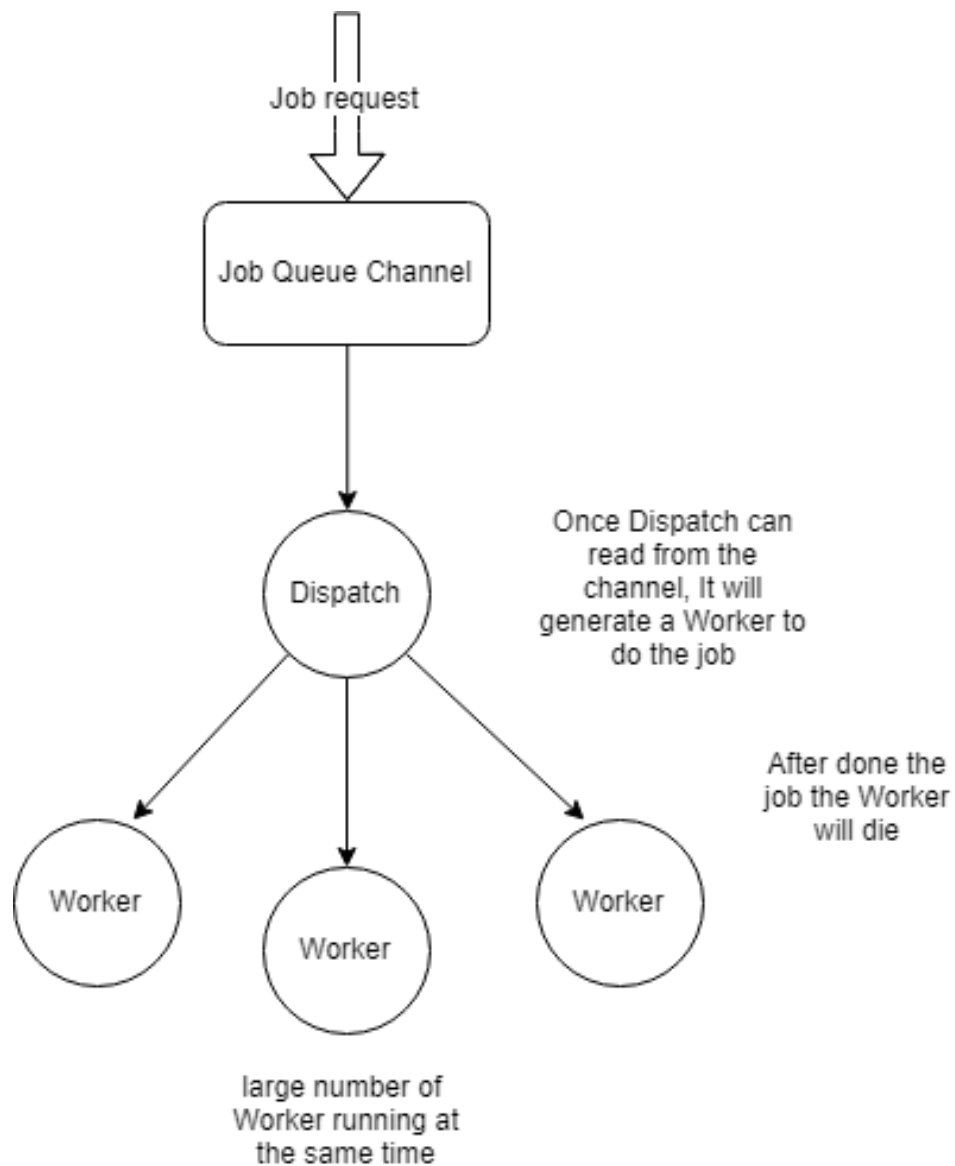 Job request
Job Queue Channel
Dispatch
Once Dispatch can
read from the
channel, It will
generate a Worker to
do the job
After done the
job the Worker
will die
Worker
Worker
Worker
large number of
Worker running at
the same time